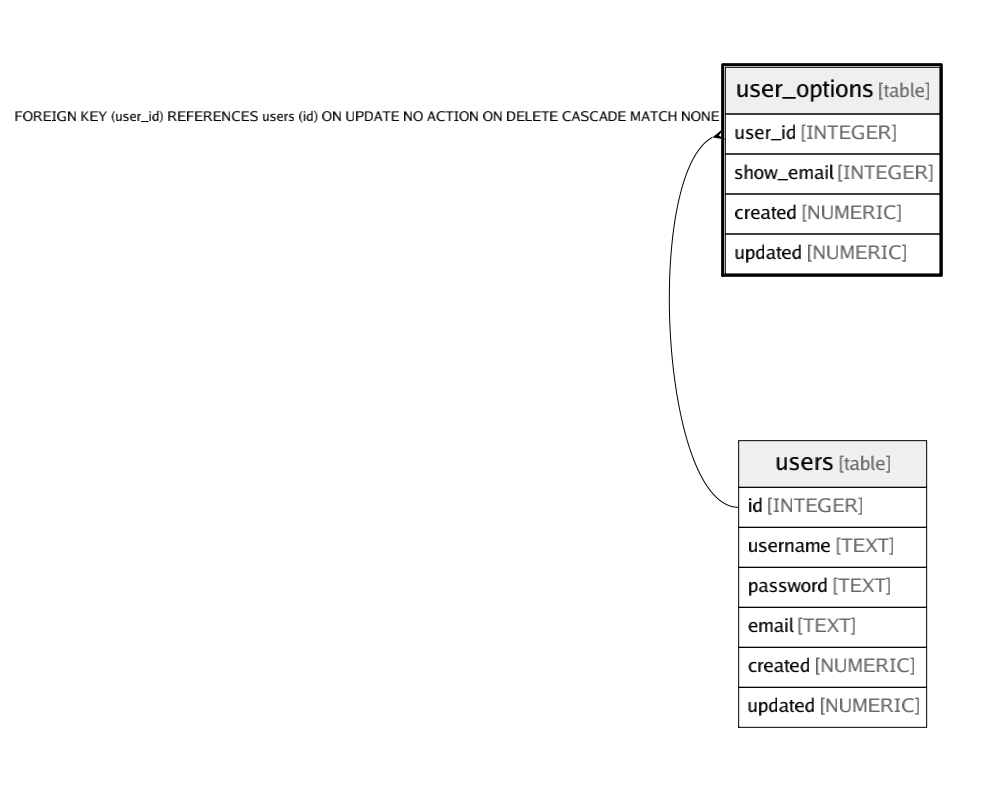 user_options [table]
FOREIGN KEY (user_id) REFERENCES users (id) ON UPDATE NO ACTION ON DELETE CASCADE MATCH NONE
user_id [INTEGER]
show_email [INTEGER]
created [NUMERIC]
updated [NUMERIC]
users [table]
id [INTEGER]
username [TEXT]
password [TEXT]
email [TEXT]
created [NUMERIC]
updated [NUMERIC]